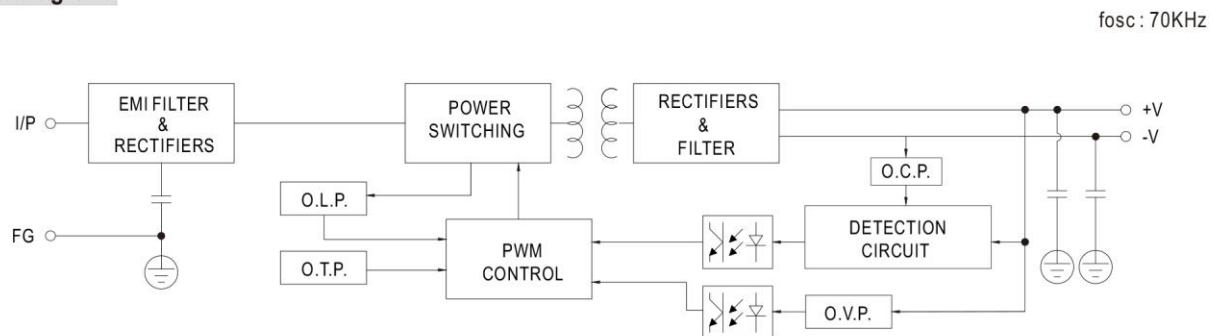 fosc : 70KHz
I/P
EMI FILTER
&
RECTIFIERS
POWER
SWITCHING
RECTIFIERS
&
FILTER
+V
-V
O.C.P.
O.L.P.
FG
O.T.P.
PWM
CONTROL
DETECTION
CIRCUIT
O.V.P.